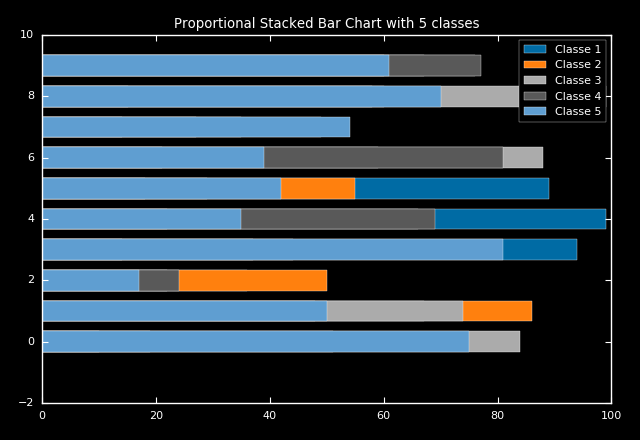 Proportional Stacked Bar Chart with 5 classes
10
8
6
4
2
0
−2
0 20 40 60 80 100
Classe 1
Classe 2
Classe 3
Classe 4
Classe 5